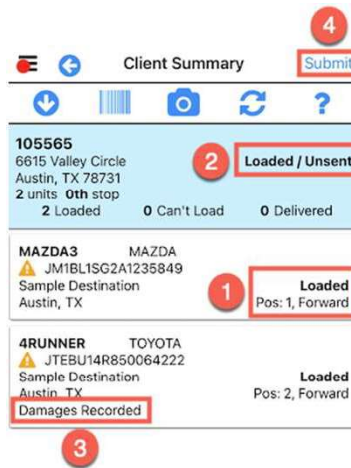 4
Client Summary Submit
?
105565
6615 Valley Circle 2 Loaded / Unsent
Austin, TX 78731
2 units 0th stop
2 Loaded 0 Can't Load 0 Delivered
MAZDA3 MAZDA
JM1BL1SG2A1235849
Sample Destination 1 Loaded
Austin, TX Pos: 1, Forward
4RUNNER TOYOTA
JTEBU14R850064222
Sample Destination Loaded
Austin, TX Pos: 2, Forward
Damages Recorded
3